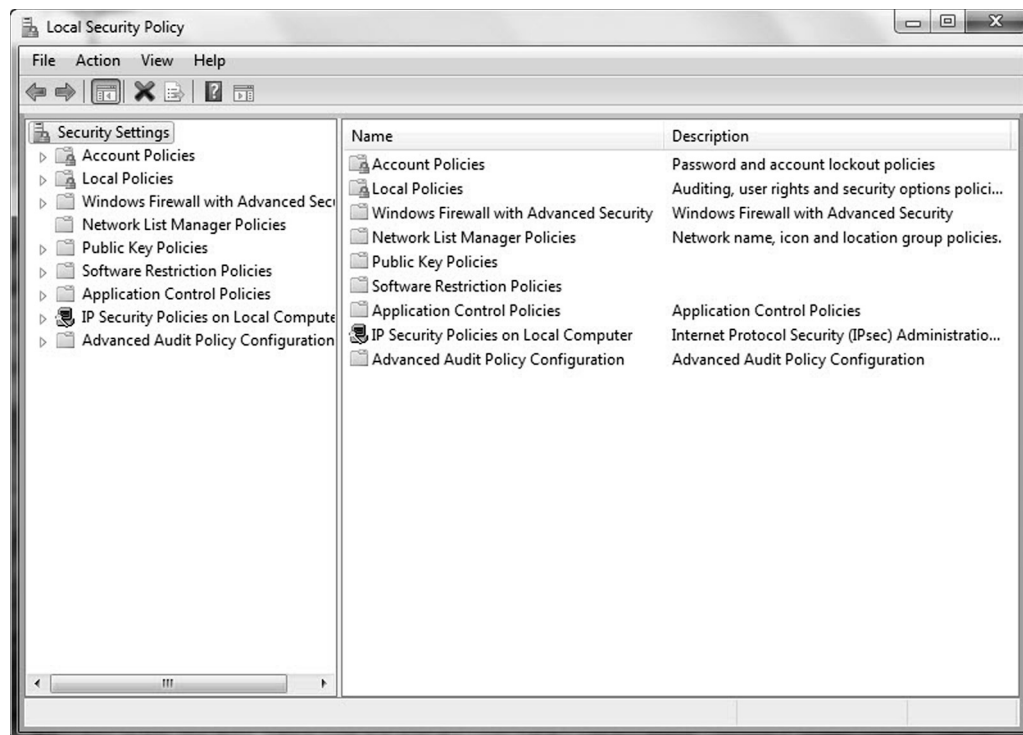 Local Security Policy
File Action View Help
Security Settings
Account Policies
Local Policies
Windows Firewall with Advanced Secu
Network List Manager Policies
Public Key Policies
Software Restriction Policies
Application Control Policies
IP Security Policies on Local Compute
Advanced Audit Policy Configuration
Name Description
Account Policies Password and account lockout policies
Local Policies Auditing, user rights and security options polici...
Windows Firewall with Advanced Security Windows Firewall with Advanced Security
Network List Manager Policies Network name, icon and location group policies.
Public Key Policies
Software Restriction Policies
Application Control Policies Application Control Policies
IP Security Policies on Local Computer Internet Protocol Security (IPsec) Administratio...
Advanced Audit Policy Configuration Advanced Audit Policy Configuration